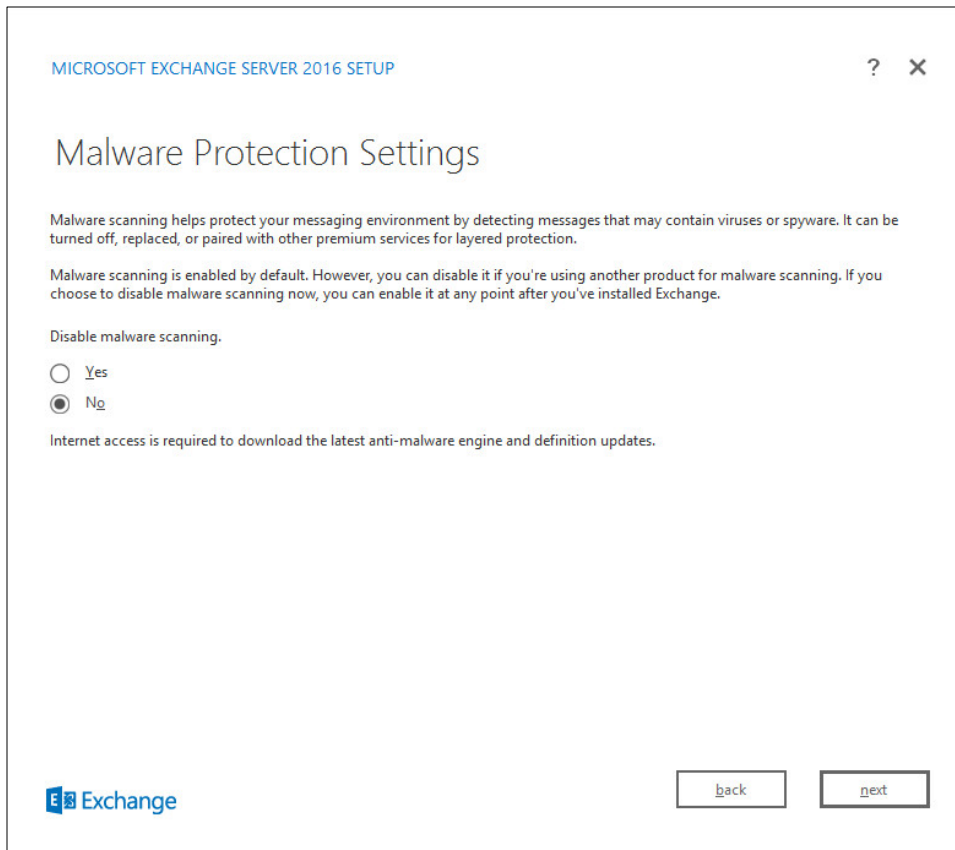 MICROSOFT EXCHANGE SERVER 2016 SETUP
?
Malware Protection Settings
Malware scanning helps protect your messaging environment by detecting messages that may contain viruses or spyware. It can be
turned off, replaced, or paired with other premium services for layered protection.
Malware scanning is enabled by default. However, you can disable it if you're using another product for malware scanning. If you
choose to disable malware scanning now, you can enable it at any point after you've installed Exchange.
Disable malware scanning.
Yes
No
Internet access is required to download the latest anti-malware engine and definition updates.
E Exchange
back
next